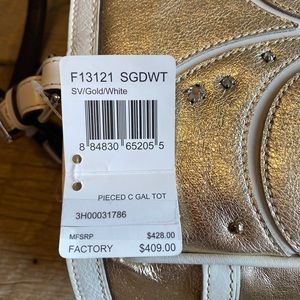 F13121 SGDWT
SV/Gold/White
8 84830 65205 5
PIECED C GAL TOT
3H00031786
MFSRP $428.00
FACTORY $409.00